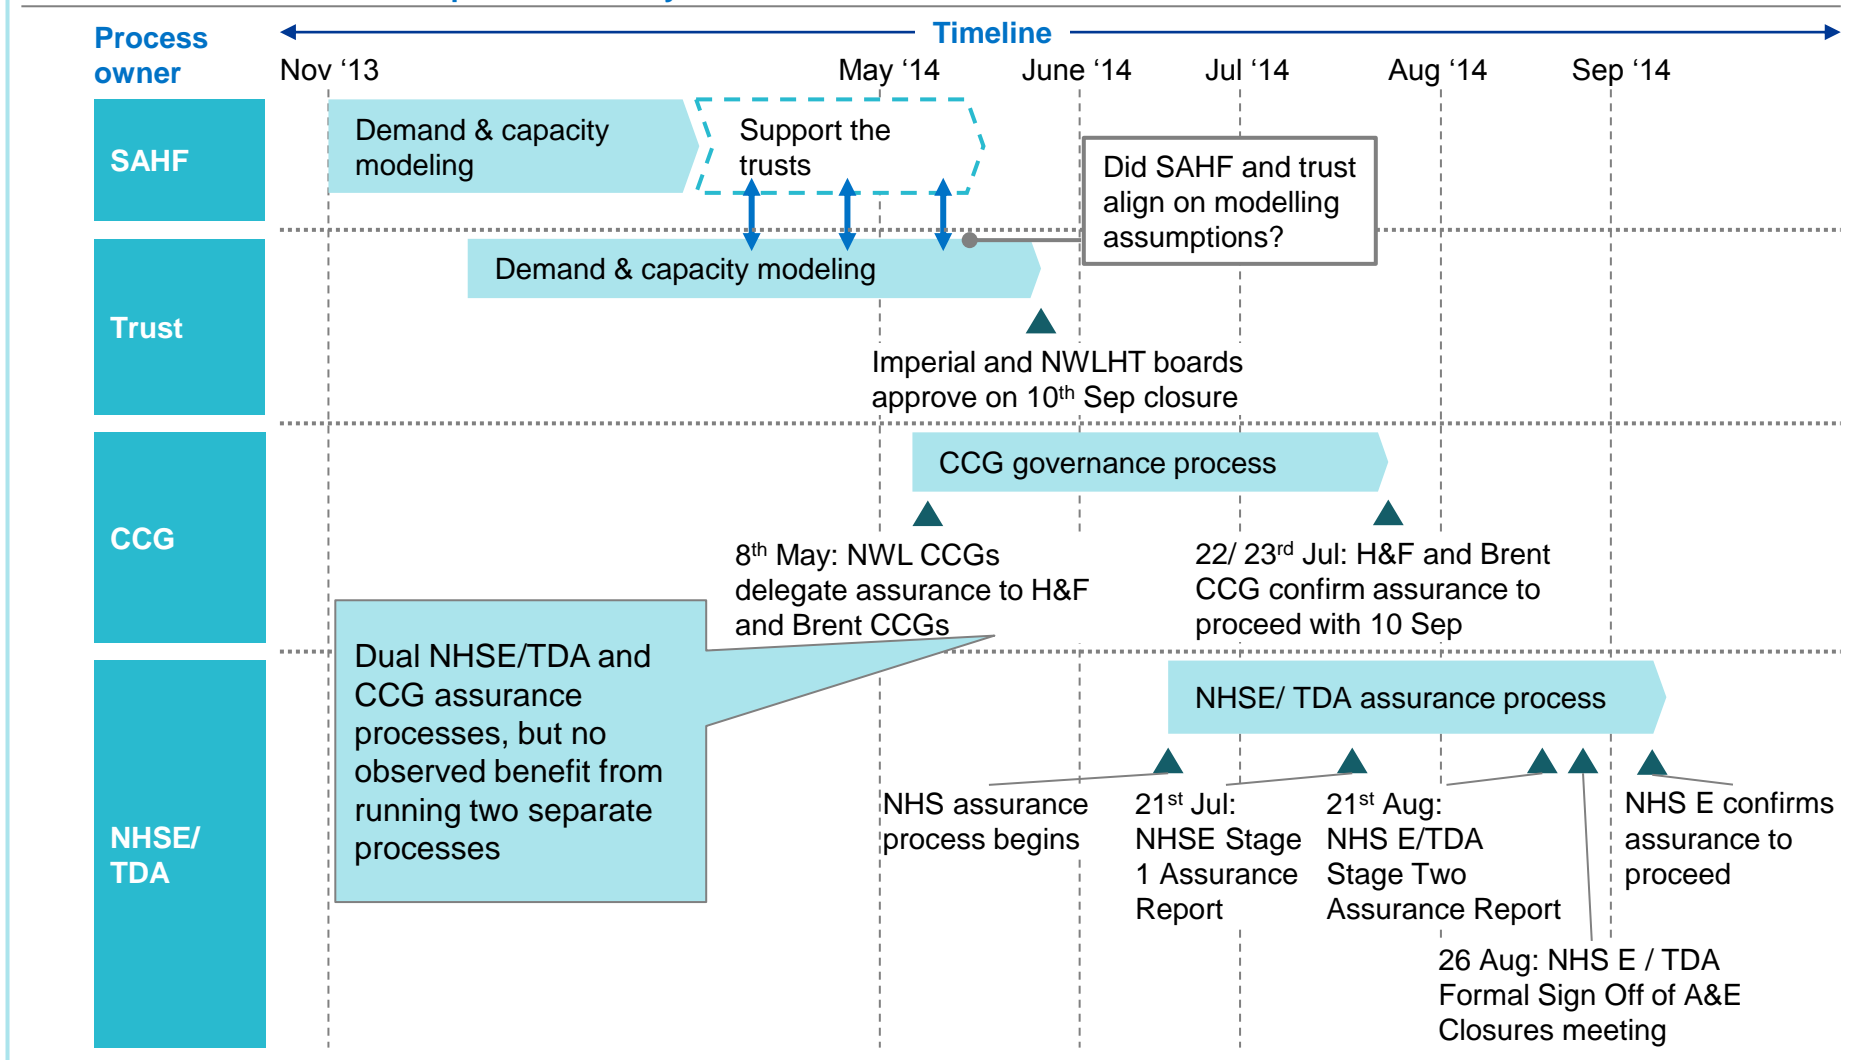 Process
owner
Timeline
Nov ‘13
May ‘14
June ‘14
Jul ‘14
Aug ‘14
Sep ‘14
SAHF
Demand & capacity
modeling
Support the
trusts
Did SAHF and trust
align on modelling
assumptions?
Trust
Demand & capacity modeling
Imperial and NWLHT boards
approve on 10th Sep closure
CCG
CCG governance process
8th May: NWL CCGs
delegate assurance to H&F
and Brent CCGs
22/ 23rd Jul: H&F and Brent
CCG confirm assurance to
proceed with 10 Sep
Dual NHSE/TDA and
CCG assurance
processes, but no
observed benefit from
running two separate
processes
NHSE/
TDA
NHSE/ TDA assurance process
NHS assurance
process begins
21st Jul:
NHSE Stage
1 Assurance
Report
21st Aug:
NHS E/TDA
Stage Two
Assurance Report
NHS E confirms
assurance to
proceed
26 Aug: NHS E / TDA
Formal Sign Off of A&E
Closures meeting